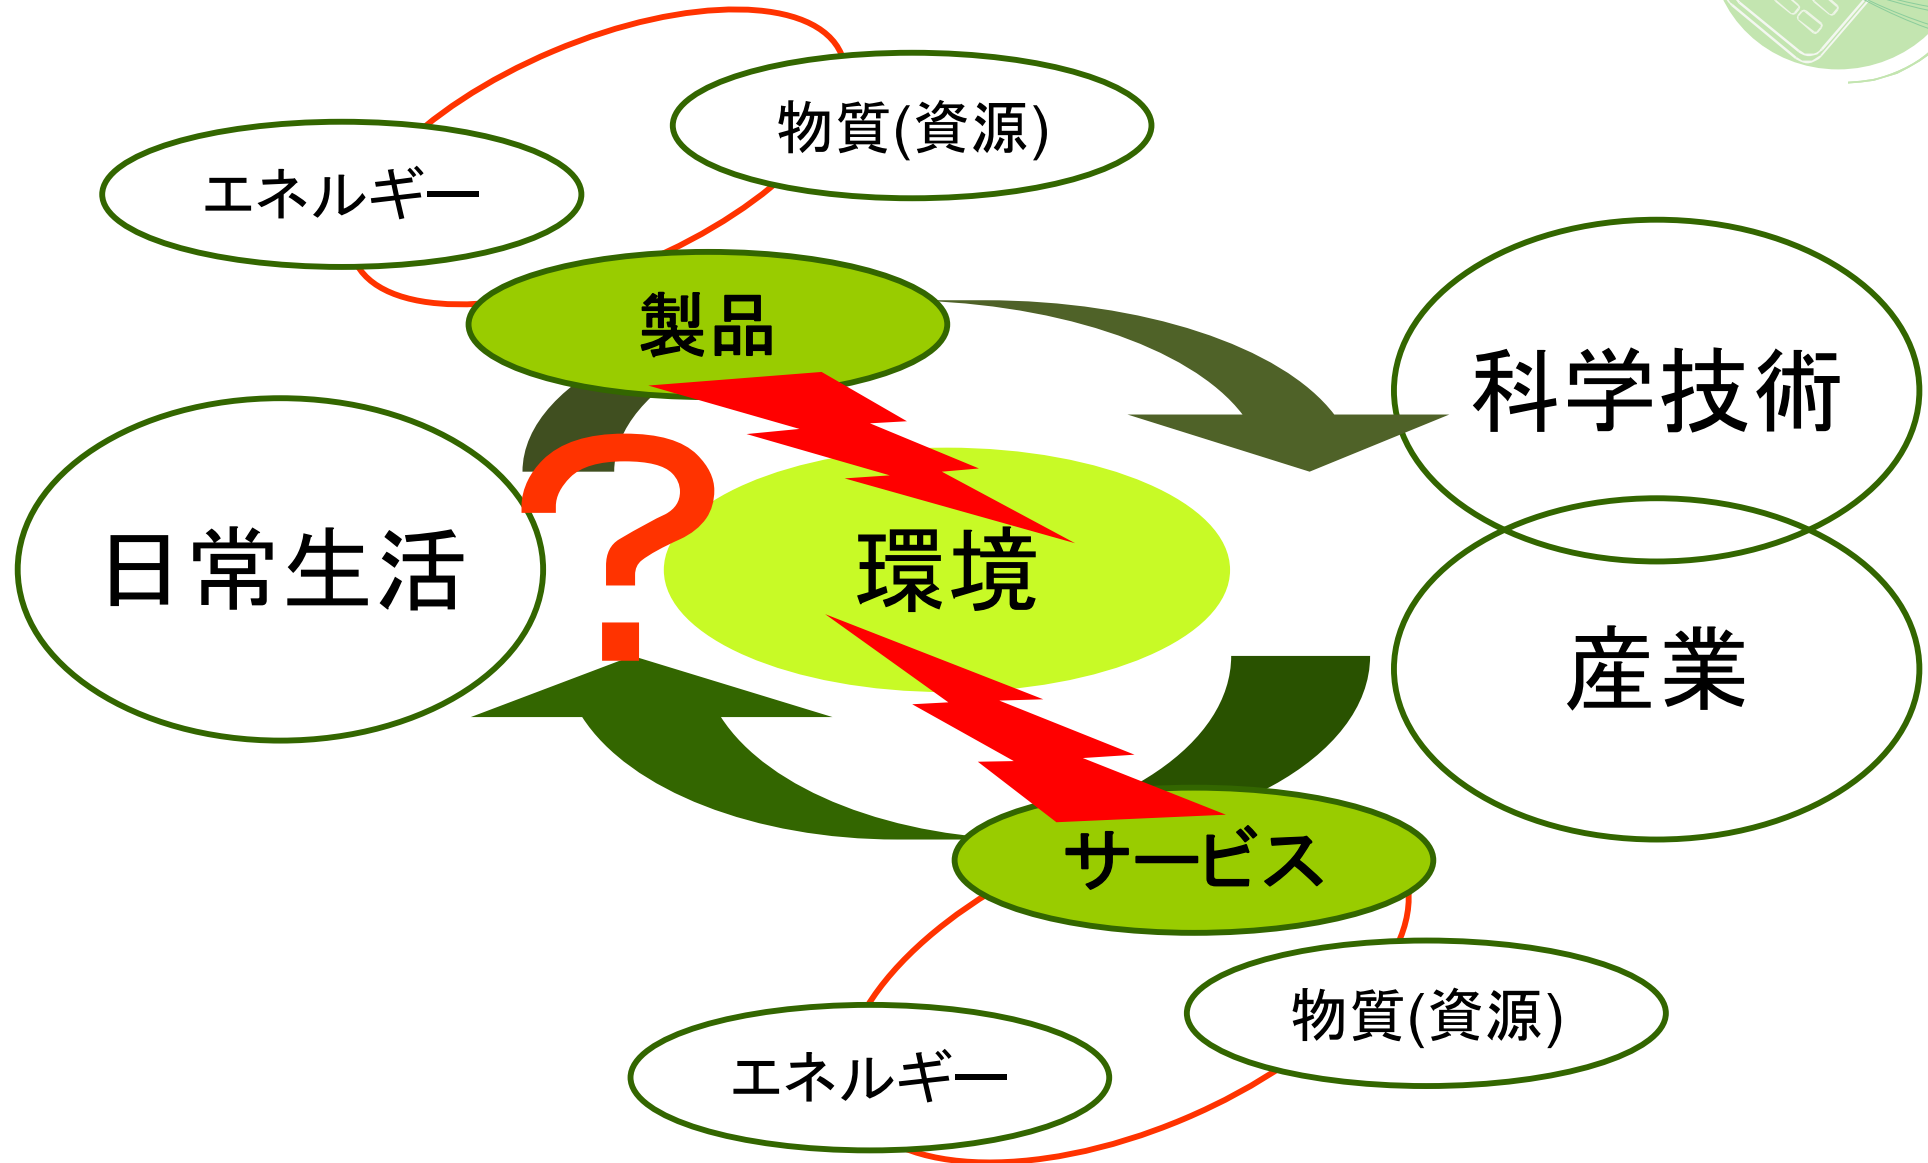 物質(資源)
エネルギー
製品
科学技術
日常生活
?
環境
産業
サービス
物質(資源)
エネルギー